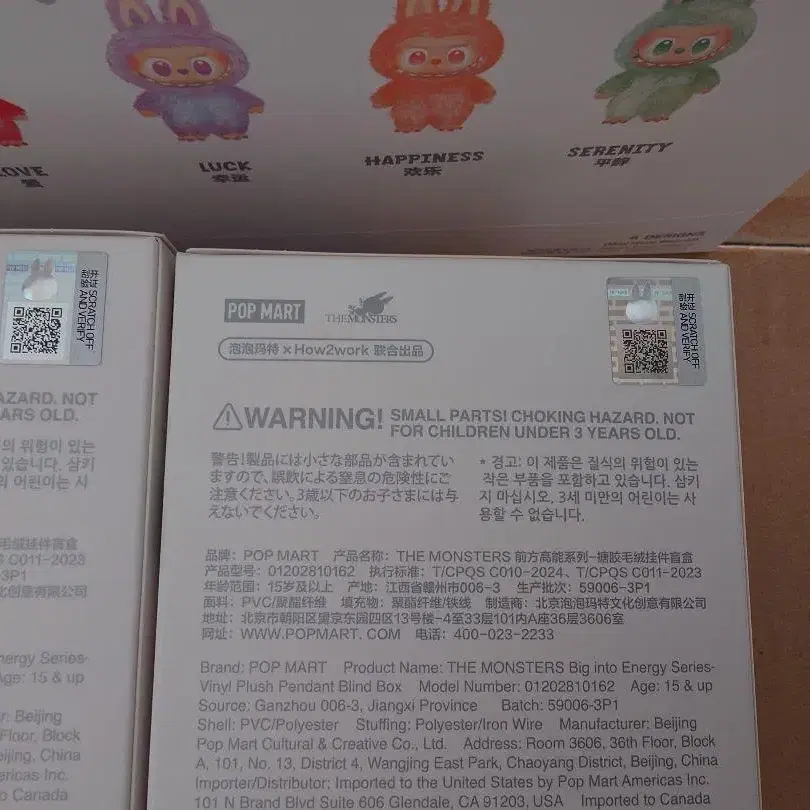 LOVE
LUCK
幸运
HAPPINESS
欢乐
SERENITY
平静
6 DESIGNS
POP MART
THE MONSTERS
开逆 SCRATCH OFF
刮验 AND VERIFY
泡泡玛特 × How2work 联合出品
WARNING! SMALL PARTS! CHOKING HAZARD. NOT
FOR CHILDREN UNDER 3 YEARS OLD.
警告!製品には小さな部品が含まれてい
ますので、誤飲による窒息の危険性にご
注意ください。3歳以下のお子さまには与
えないでください。
* 경고: 이 제품은 질식의 위험이 있는
작은 부품을 포함하고 있습니다. 삼키
지 마십시오, 3세 미만의 어린이는 사
용할 수 없습니다.
品牌: POP MART 产品名称: THE MONSTERS 前方高能系列-搪胶毛绒挂件盲盒
产品型号: 01202810162 执行标准: T/CPQS C010-2024、T/CPQS C011-2023
年龄范围: 15岁及以上 产地: 江西省赣州市006-3 生产批次: 59006-3P1
面料: PVC/聚酯纤维 填充物: 聚酯纤维/铁线 制造商: 北京泡泡玛特文化创意有限公司
地址: 北京市朝阳区望京东园四区13号楼-4至33层101内A座36层3606室
网址: WWW.POPMART.COM 电话: 400-023-2233
Brand: POP MART Product Name: THE MONSTERS Big into Energy Series-
Vinyl Plush Pendant Blind Box Model Number: 01202810162 Age: 15 & up
Source: Ganzhou 006-3, Jiangxi Province Batch: 59006-3P1
Shell: PVC/Polyester Stuffing: Polyester/Iron Wire Manufacturer: Beijing
Pop Mart Cultural & Creative Co., Ltd. Address: Room 3606, 36th Floor, Block
A, 101, No. 13, District 4, Wangjing East Park, Chaoyang District, Beijing, China
Importer/Distributor: Imported to the United States by Pop Mart Americas Inc.
101 N Brand Blvd Suite 606 Glendale, CA 91203, USA Imported to Canada
开逆 SCRATCH OFF
刮验 AND VERIFY
AZARD. NOT
ARS OLD.
의 위험이 있는
있습니다. 삼키
의 어린이는 사
毛绒挂件盲盒
S C011-2023
-3P1
化创意有限公司
nergy Series-
Age: 15 & up
r: Beijing
Floor, Block
eijing, China
ericas Inc.
to Canada